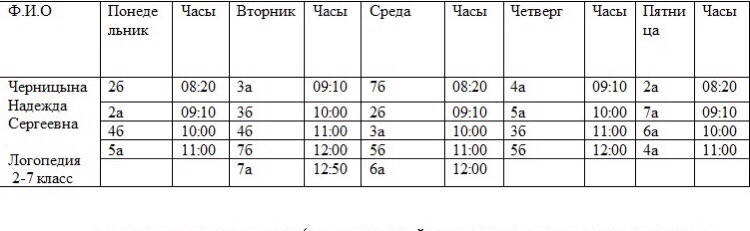 Ф.И.О Понеде Часы Вторник Часы Среда Часы Четверг Часы Пятни Часы
льник ца
Черницына 2б 08:20 3а 09:10 7б 08:20 4а 09:10 2а 08:20
Надежда 2а 09:10 3б 10:00 2б 09:10 5а 10:00 7а 09:10
Сергеевна 4б 10:00 4б 11:00 3а 10:00 3б 11:00 6а 10:00
5а 11:00 7б 12:00 5б 11:00 5б 12:00 4а 11:00
Логопедия 7а 12:50 6а 12:00
2-7 класс